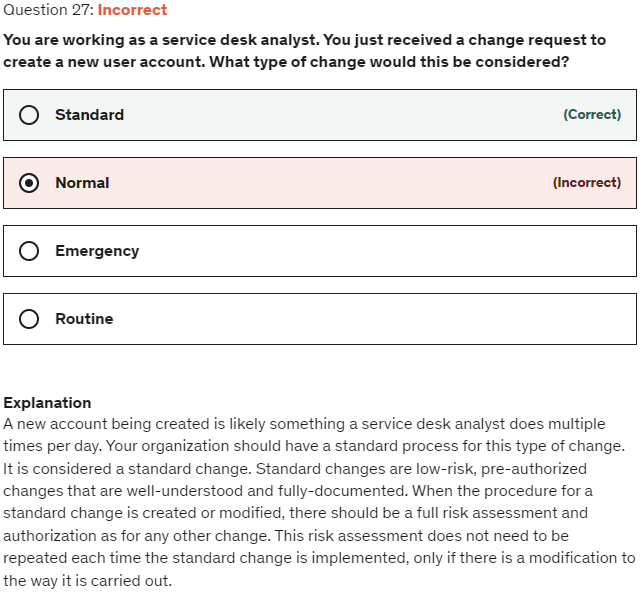 Question 27: Incorrect
You are working as a service desk analyst. You just received a change request to
create a new user account. What type of change would this be considered?
Standard (Correct)
Normal (Incorrect)
Emergency
Routine
Explanation
A new account being created is likely something a service desk analyst does multiple
times per day. Your organization should have a standard process for this type of change.
It is considered a standard change. Standard changes are low-risk, pre-authorized
changes that are well-understood and fully-documented. When the procedure for a
standard change is created or modified, there should be a full risk assessment and
authorization as for any other change. This risk assessment does not need to be
repeated each time the standard change is implemented, only if there is a modification to
the way it is carried out.